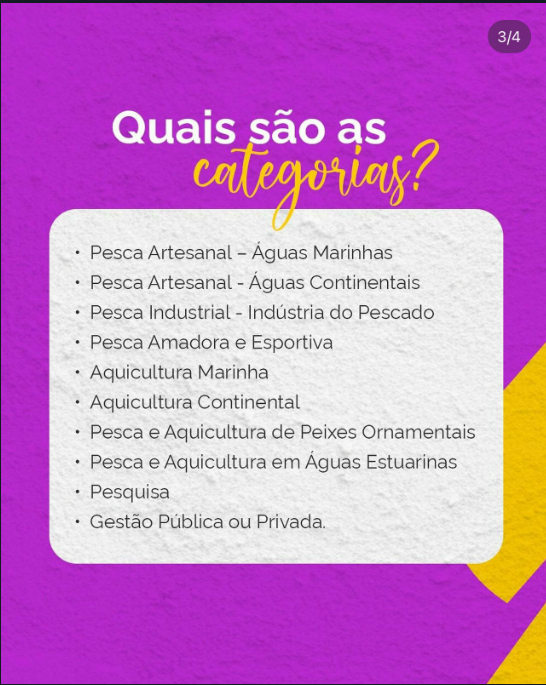 3/4
Quais são as
categorias?
• Pesca Artesanal – Águas Marinhas
• Pesca Artesanal - Águas Continentais
• Pesca Industrial - Indústria do Pescado
• Pesca Amadora e Esportiva
• Aquicultura Marinha
• Aquicultura Continental
• Pesca e Aquicultura de Peixes Ornamentais
• Pesca e Aquicultura em Águas Estuarinas
• Pesquisa
• Gestão Pública ou Privada.